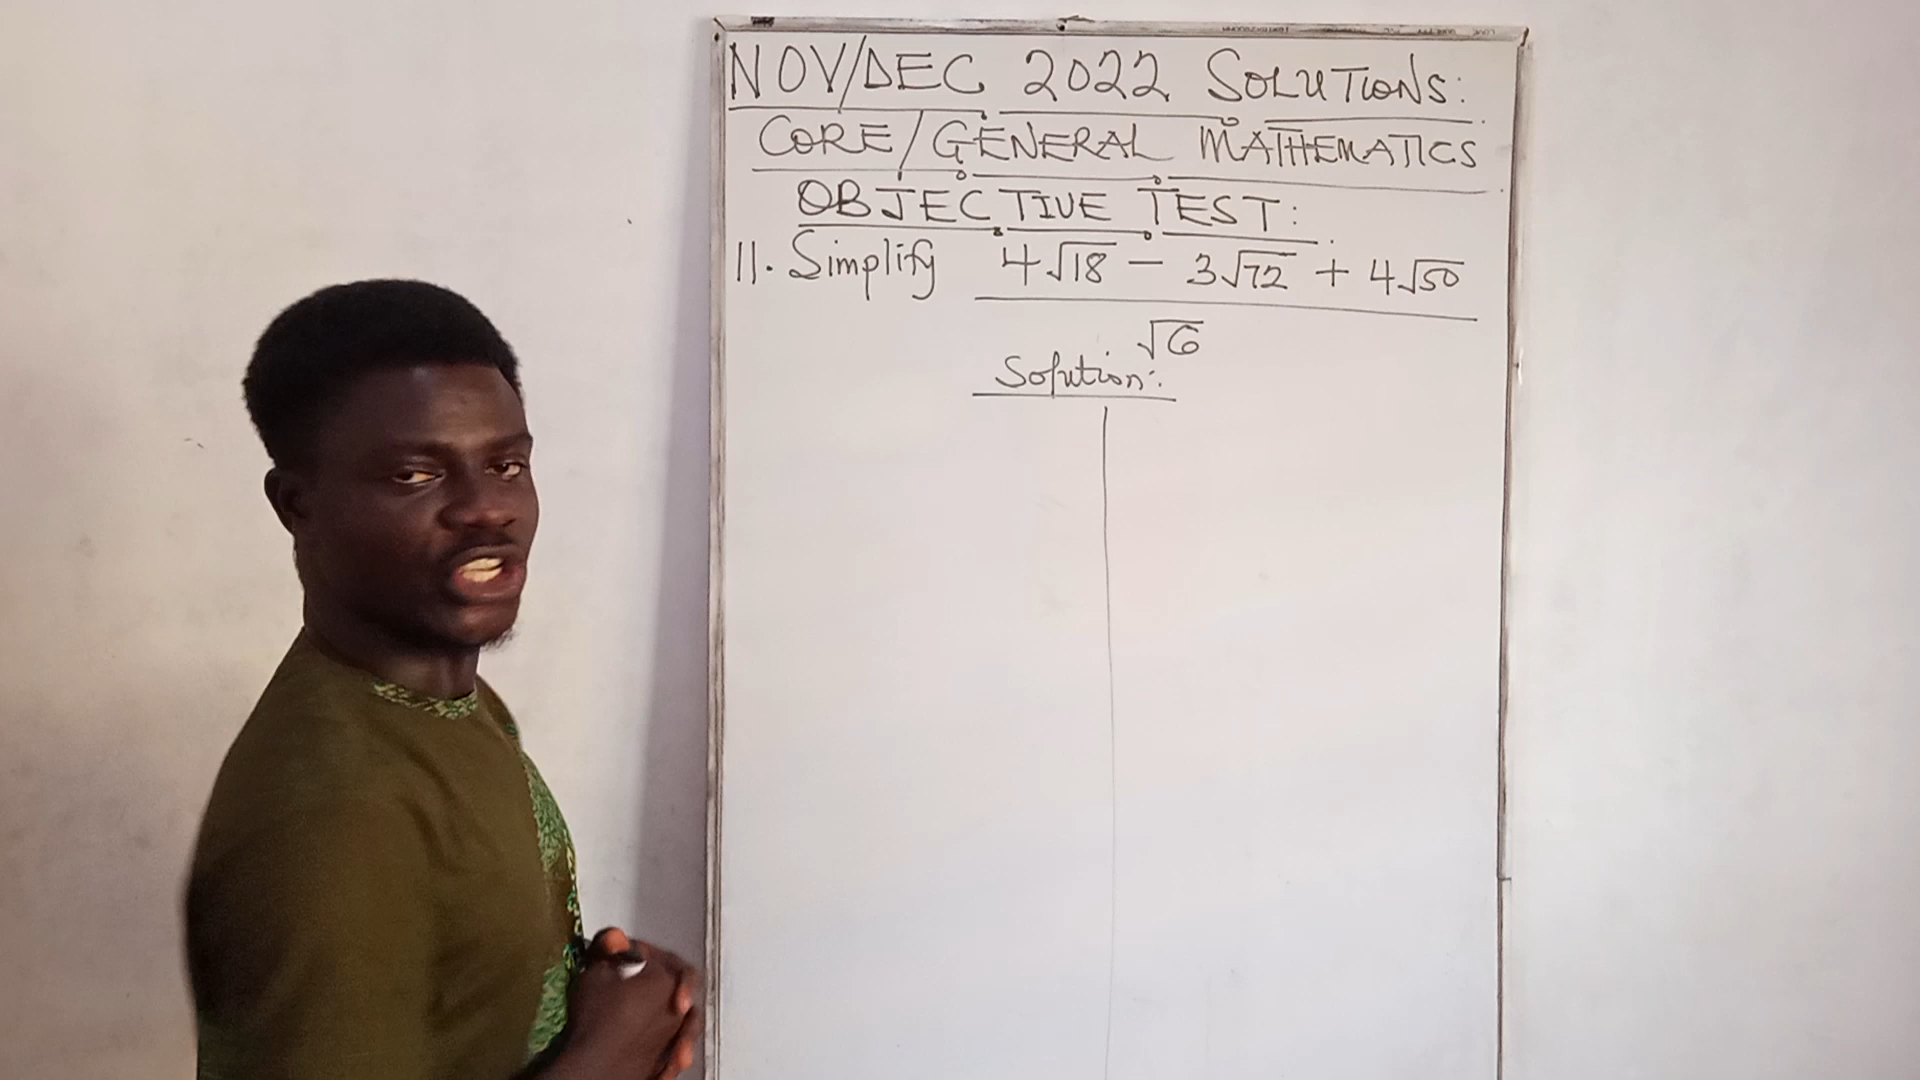 NOV/DEC 2022 SOLUTIONS:
CORE/GENERAL MATHEMATICS
OBJECTIVE TEST:
11. Simplify 4√18 - 3√72 + 4√50
√6
Solution: